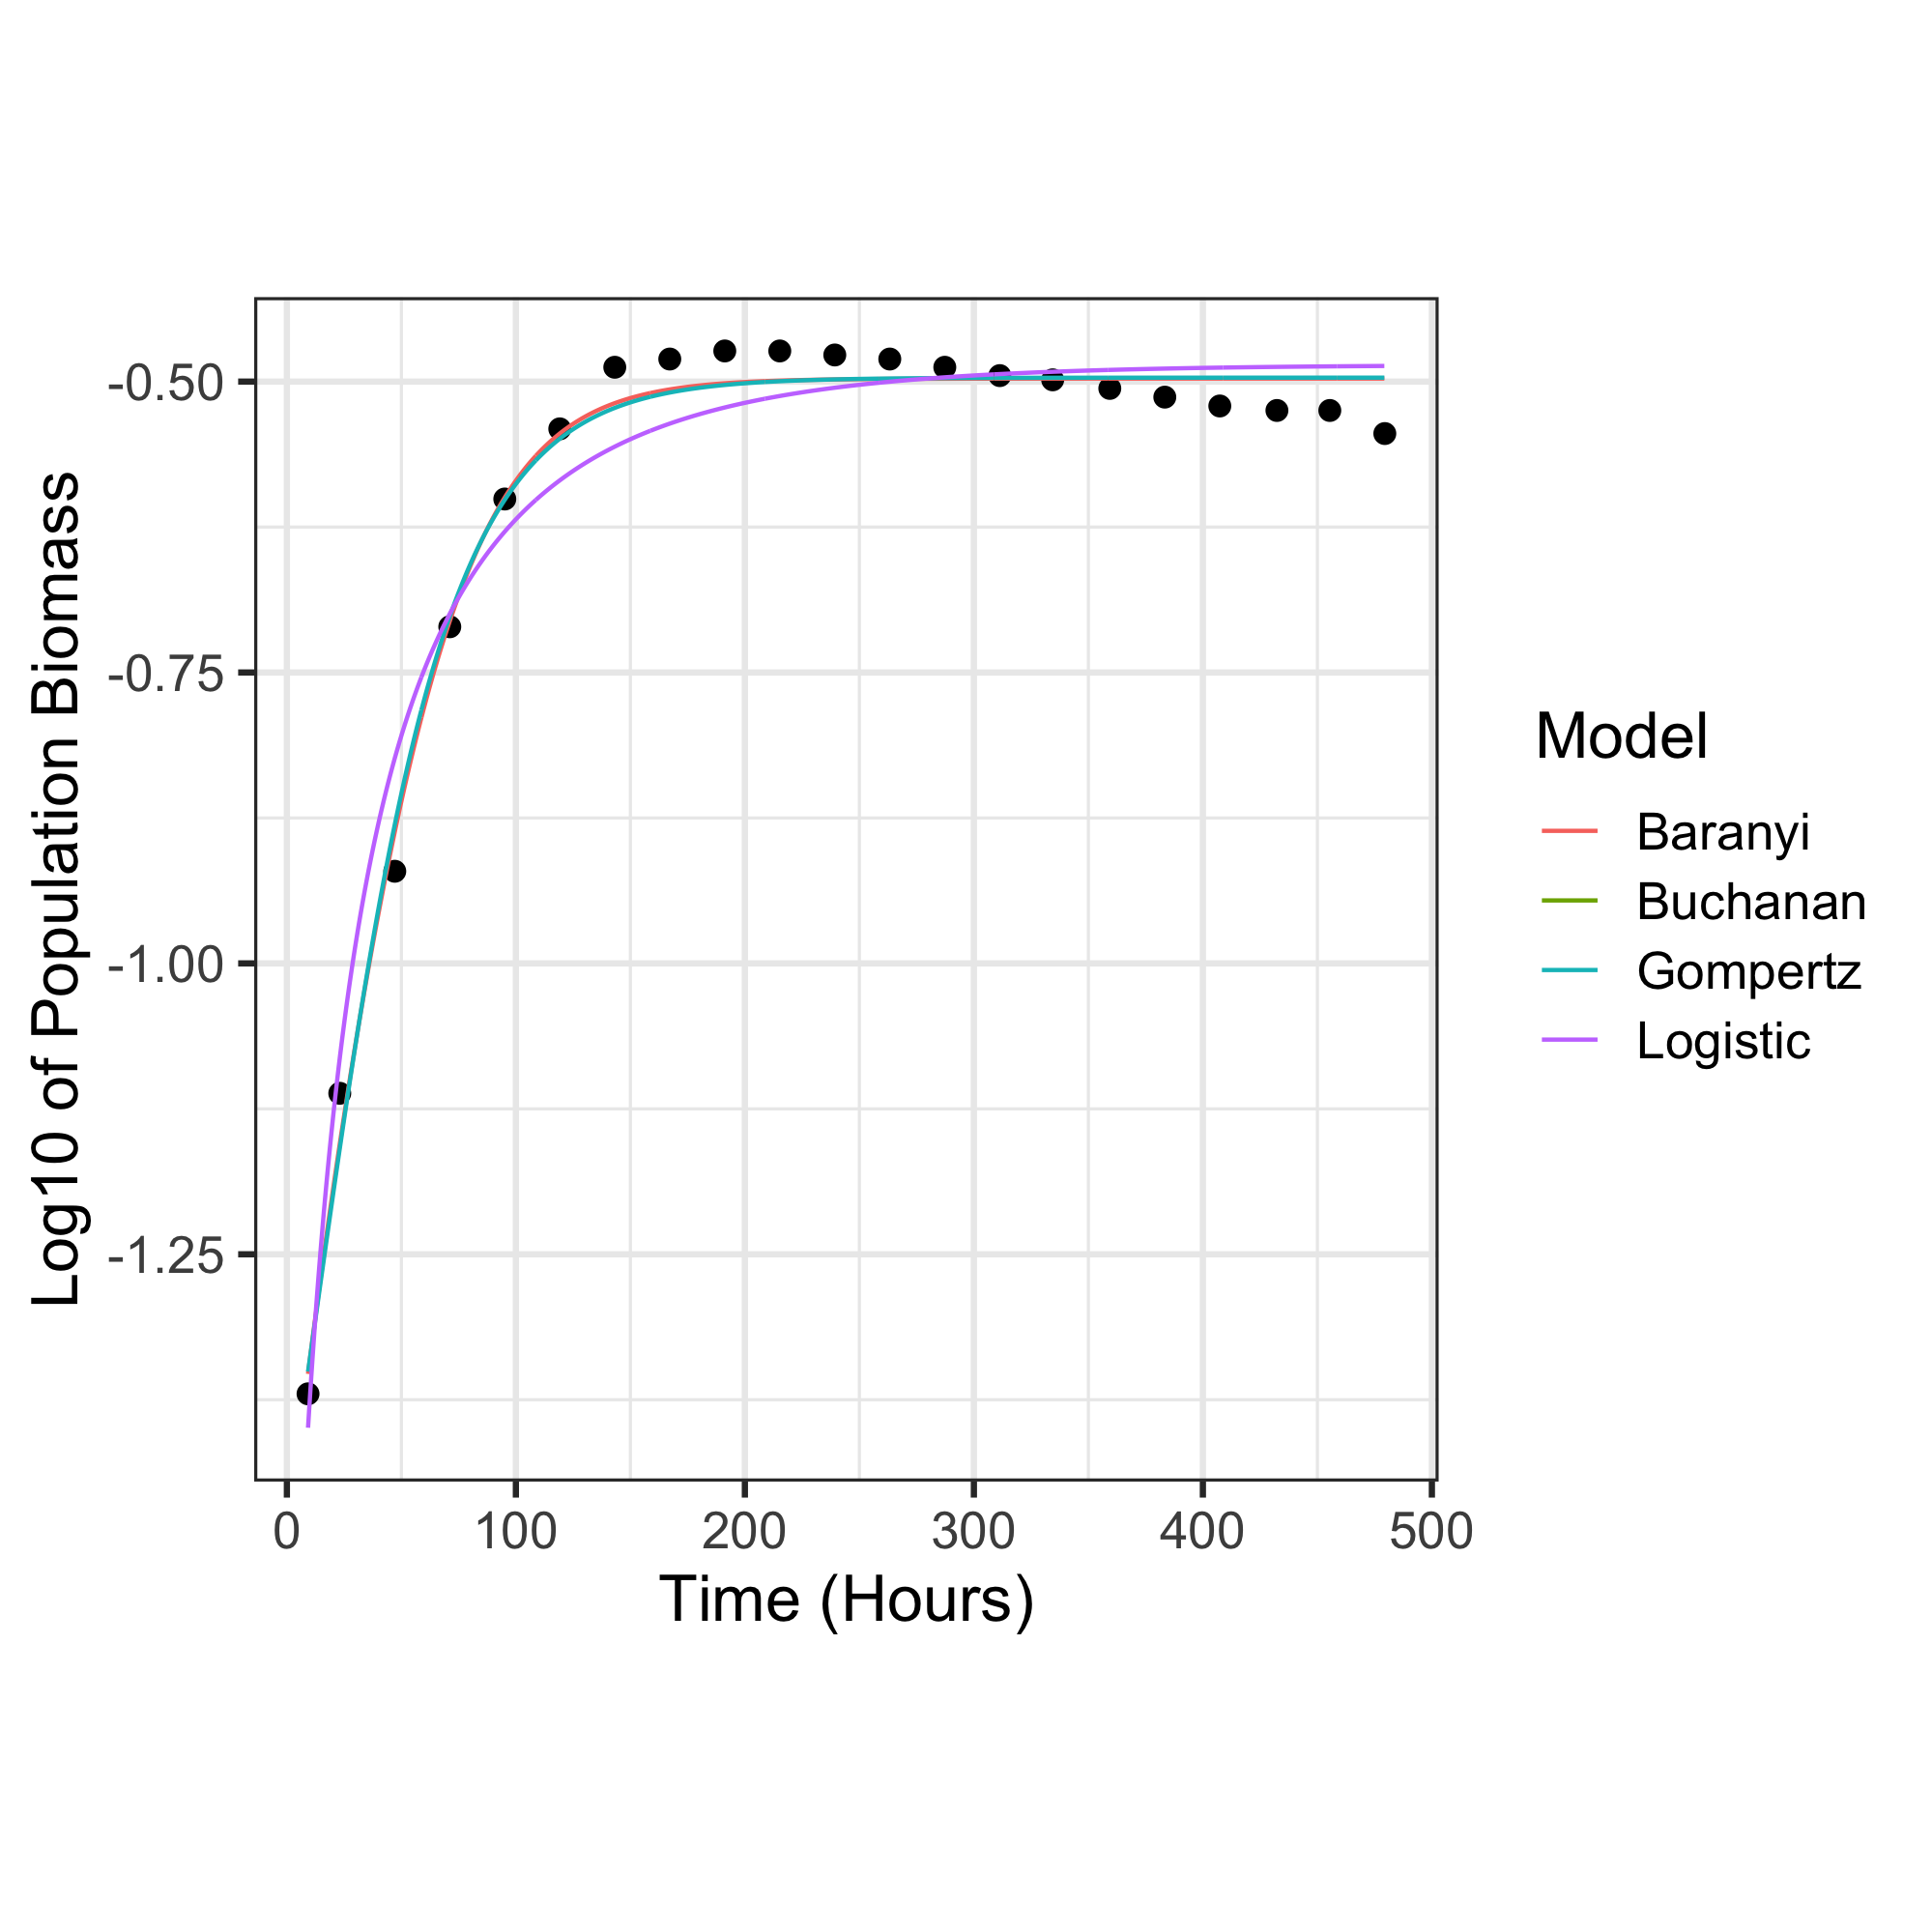 Log10 of Population Biomass
-0.50
-0.75
-1.00
-1.25
0 100 200 300 400 500
Time (Hours)
Model
Baranyi
Buchanan
Gompertz
Logistic